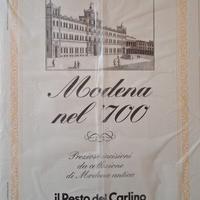 Modena
nel '700
Preziose incisioni
da collezione
di Modena antica
il Resto del Carlino